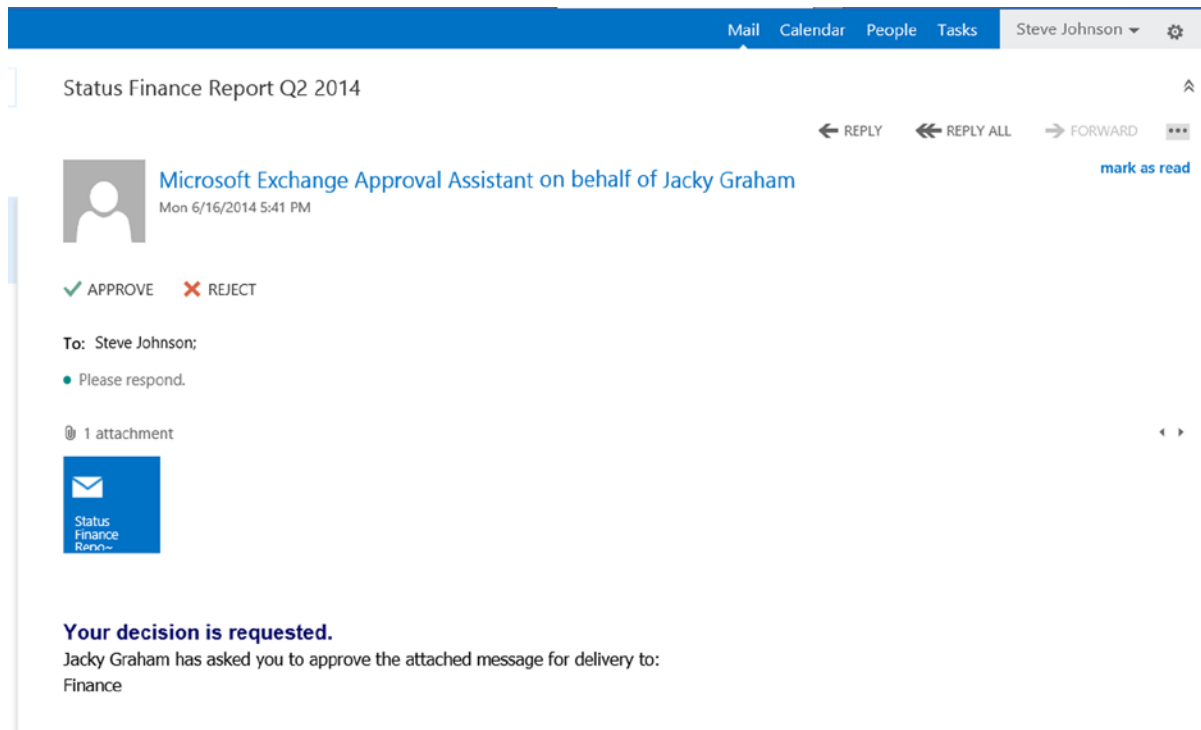 Mail Calendar People Tasks Steve Johnson
Status Finance Report Q2 2014
REPLY REPLY ALL FORWARD
Microsoft Exchange Approval Assistant on behalf of Jacky Graham
mark as read
Mon 6/16/2014 5:41 PM
APPROVE REJECT
To: Steve Johnson;
Please respond.
1 attachment
Status
Finance
Repo~
Your decision is requested.
Jacky Graham has asked you to approve the attached message for delivery to:
Finance